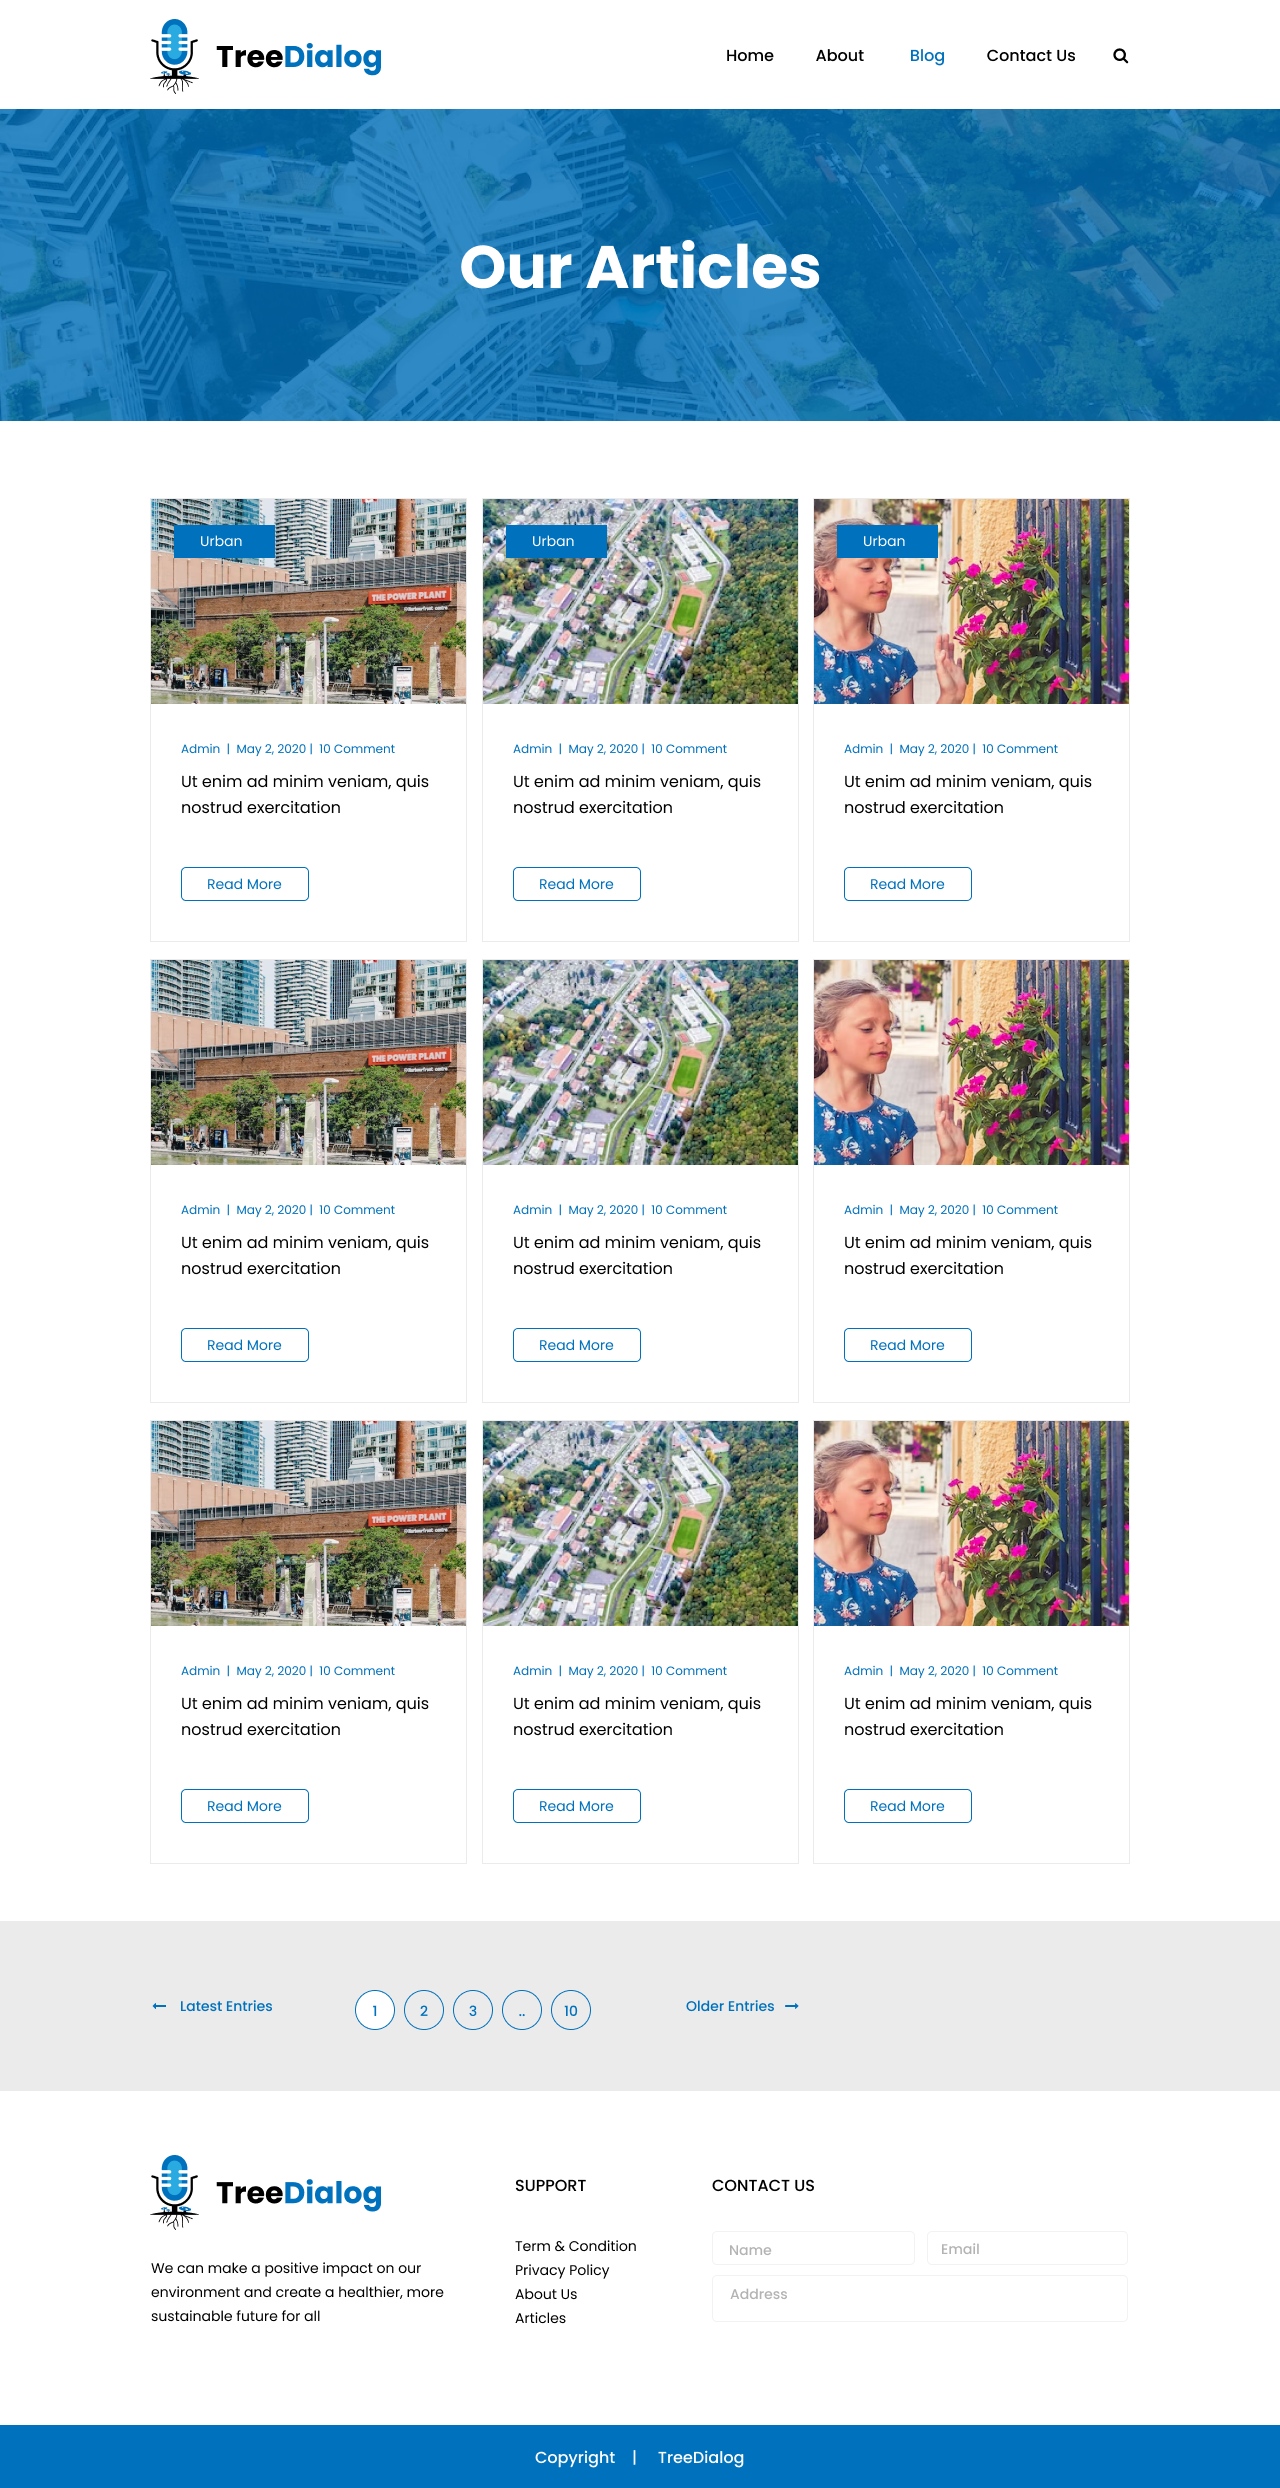 TreeDialog
Home About Blog Contact Us
Our Articles
Urban
THE POWER PLANT
@Harbourfront centre
Urban
Urban
Admin | May 2, 2020 | 10 Comment
Ut enim ad minim veniam, quis
nostrud exercitation
Read More
Admin | May 2, 2020 | 10 Comment
Ut enim ad minim veniam, quis
nostrud exercitation
Read More
Admin | May 2, 2020 | 10 Comment
Ut enim ad minim veniam, quis
nostrud exercitation
Read More
THE POWER PLANT
@Harbourfront centre
Admin | May 2, 2020 | 10 Comment
Ut enim ad minim veniam, quis
nostrud exercitation
Read More
Admin | May 2, 2020 | 10 Comment
Ut enim ad minim veniam, quis
nostrud exercitation
Read More
Admin | May 2, 2020 | 10 Comment
Ut enim ad minim veniam, quis
nostrud exercitation
Read More
THE POWER PLANT
@Harbourfront centre
Admin | May 2, 2020 | 10 Comment
Ut enim ad minim veniam, quis
nostrud exercitation
Read More
Admin | May 2, 2020 | 10 Comment
Ut enim ad minim veniam, quis
nostrud exercitation
Read More
Admin | May 2, 2020 | 10 Comment
Ut enim ad minim veniam, quis
nostrud exercitation
Read More
Latest Entries 1 2 3 .. 10 Older Entries
TreeDialog
We can make a positive impact on our
environment and create a healthier, more
sustainable future for all
SUPPORT
Term & Condition
Privacy Policy
About Us
Articles
CONTACT US
Name Email
Address
Copyright | TreeDialog